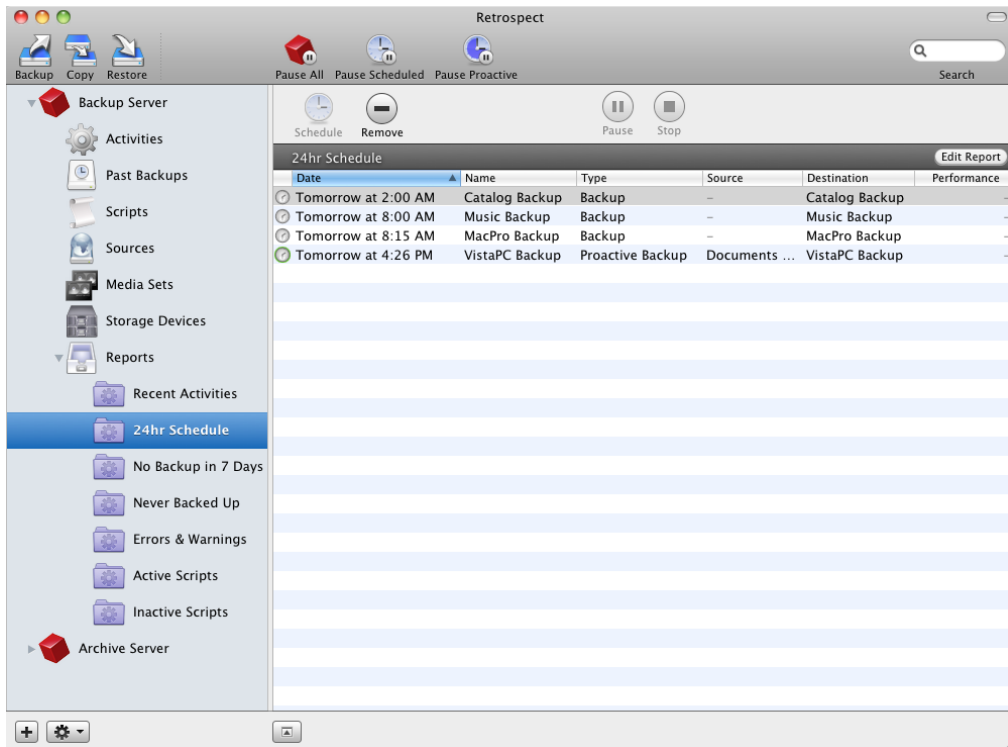 Retrospect
Backup Copy Restore Pause All Pause Scheduled Pause Proactive Search
Backup Server
Activities
Past Backups
Scripts
Sources
Media Sets
Storage Devices
Reports
Recent Activities
24hr Schedule
No Backup in 7 Days
Never Backed Up
Errors & Warnings
Active Scripts
Inactive Scripts
Archive Server
Schedule Remove Pause Stop
24hr Schedule Edit Report
Date Name Type Source Destination Performance
Tomorrow at 2:00 AM Catalog Backup Backup – Catalog Backup –
Tomorrow at 8:00 AM Music Backup Backup – Music Backup –
Tomorrow at 8:15 AM MacPro Backup Backup – MacPro Backup –
Tomorrow at 4:26 PM VistaPC Backup Proactive Backup Documents ... VistaPC Backup –